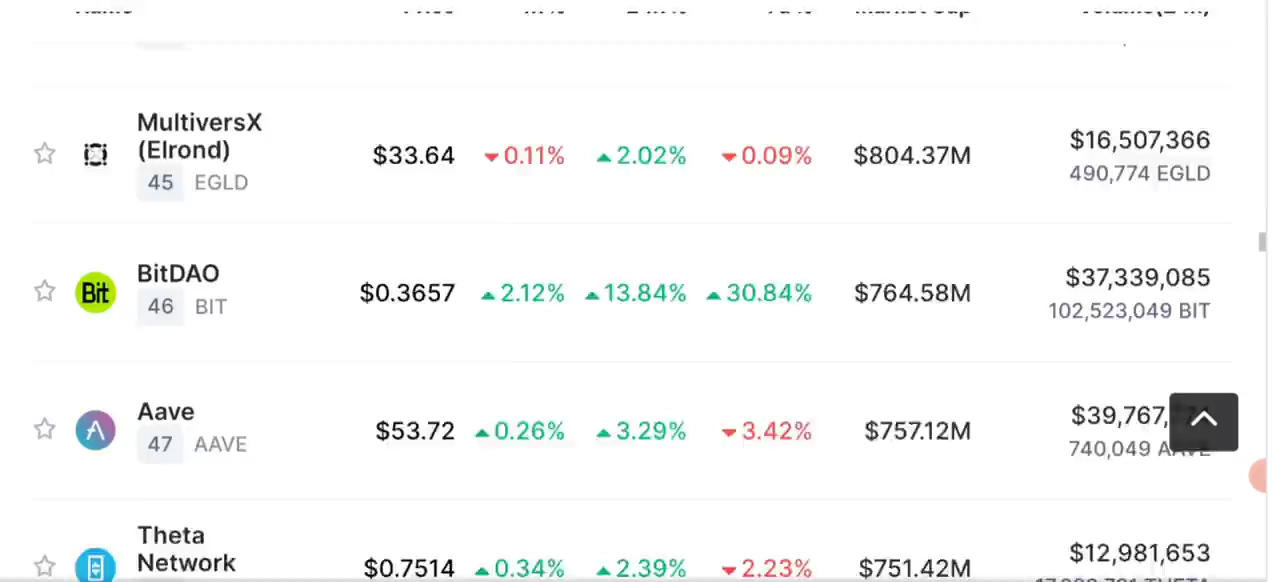 MultiversX
(Elrond)
45 EGLD
$33.64 0.11% 2.02% 0.09% $804.37M $16,507,366
490,774 EGLD
Bit
BitDAO
46 BIT
$0.3657 2.12% 13.84% 30.84% $764.58M $37,339,085
102,523,049 BIT
Aave
47 AAVE
$53.72 0.26% 3.29% 3.42% $757.12M $39,767,
740,049 AAVE
Theta
Network
$0.7514 0.34% 2.39% 2.23% $751.42M $12,981,653